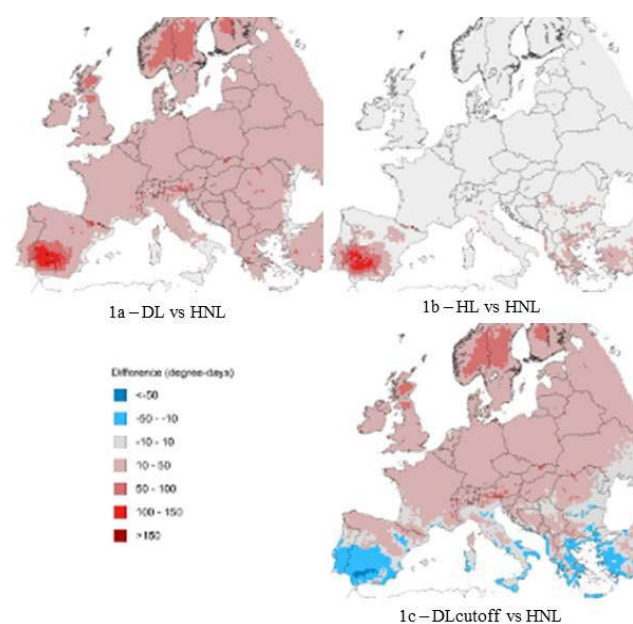 1a – DL vs HNL
1b – HL vs HNL
Difference (degree-days)
<-50
-50 - -10
-10 - 10
10 - 50
50 - 100
100 - 150
>150
1c – DLcutoff vs HNL